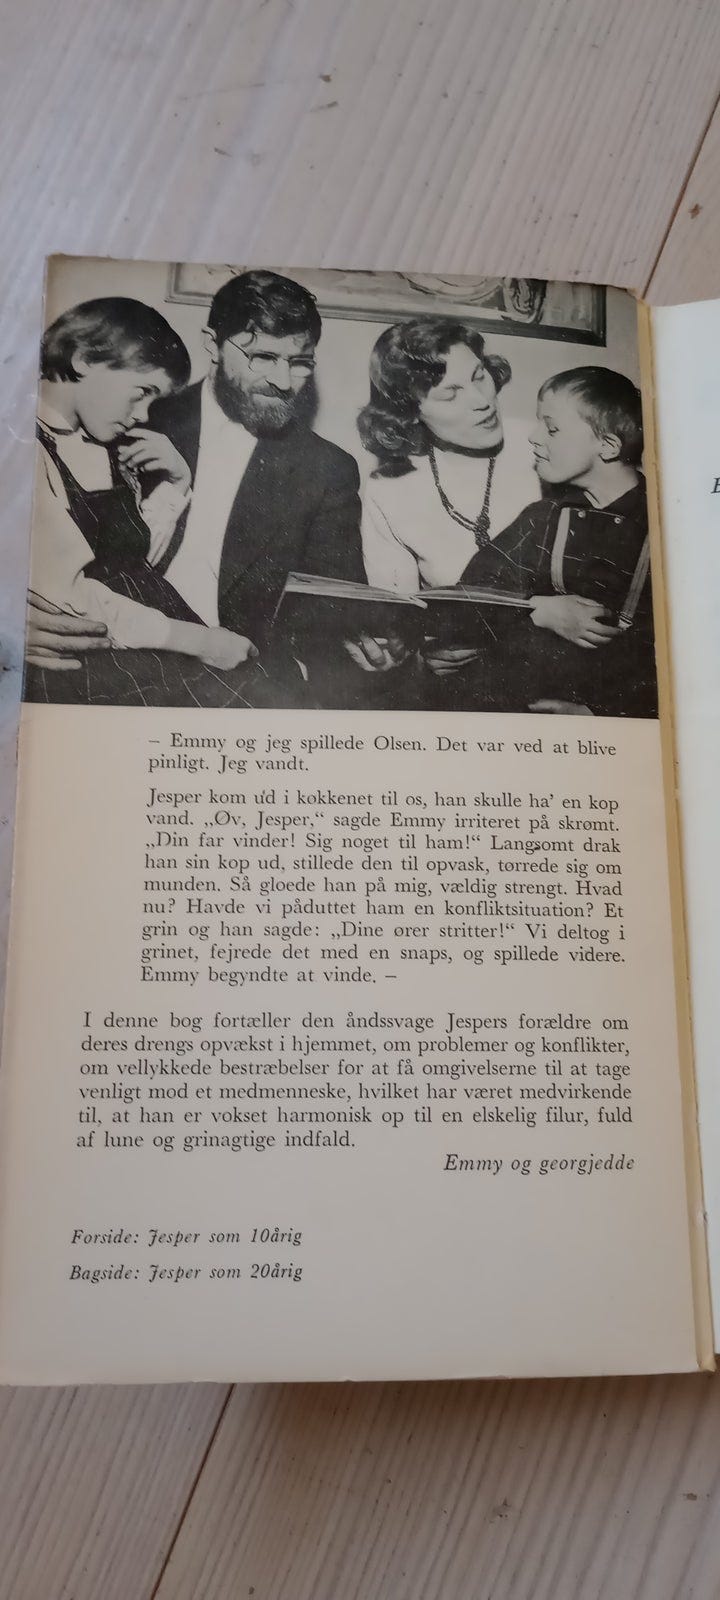 – Emmy og jeg spillede Olsen. Det var ved at blive
pinligt. Jeg vandt.
Jesper kom ud i køkkenet til os, han skulle ha' en kop
vand. „Øv, Jesper,“ sagde Emmy irriteret på skrømt.
„Din far vinder! Sig noget til ham!“ Langsomt drak
han sin kop ud, stillede den til opvask, tørrede sig om
munden. Så gloede han på mig, vældig strengt. Hvad
nu? Havde vi påduttet ham en konfliktsituation? Et
grin og han sagde: „Dine ører stritter!“ Vi deltog i
grinet, fejrede det med en snaps, og spillede videre.
Emmy begyndte at vinde. –
I denne bog fortæller den åndssvage Jespers forældre om
deres drengs opvækst i hjemmet, om problemer og konflikter,
om vellykkede bestræbelser for at få omgivelserne til at tage
venligt mod et medmenneske, hvilket har været medvirkende
til, at han er vokset harmonisk op til en elskelig filur, fuld
af lune og grinagtige indfald.
Emmy og georgjedde
Forside: Jesper som 10årig
Bagside: Jesper som 20årig